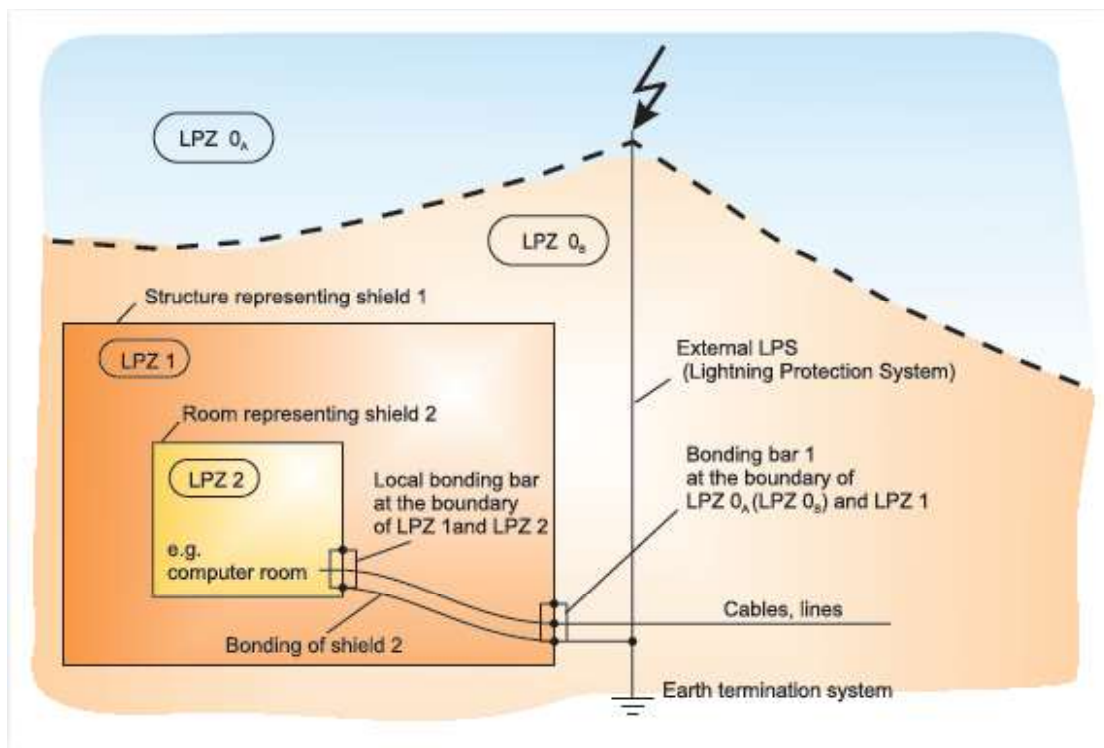 LPZ 0A
LPZ 0B
Structure representing shield 1
LPZ 1
External LPS
(Lightning Protection System)
Room representing shield 2
LPZ 2
Local bonding bar
at the boundary
of LPZ 1and LPZ 2
Bonding bar 1
at the boundary of
LPZ 0A (LPZ 0B) and LPZ 1
e.g.
computer room
Cables, lines
Bonding of shield 2
Earth termination system